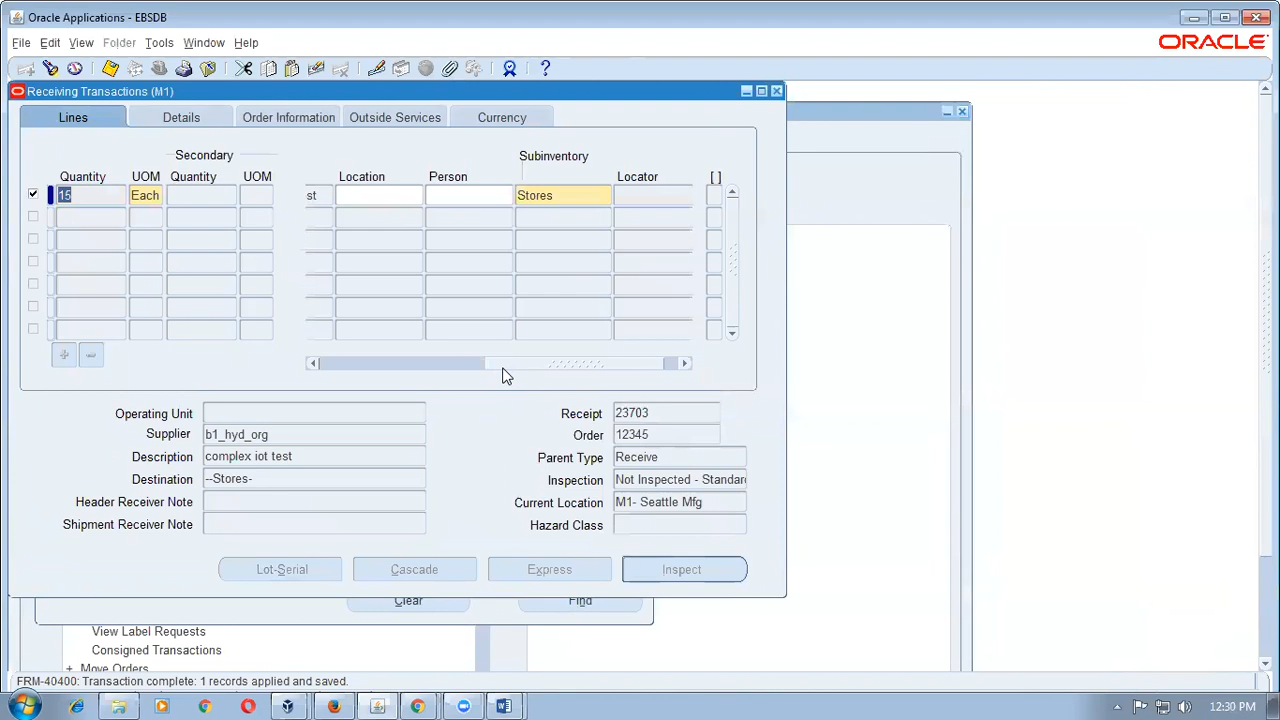 Oracle Applications - EBSDB
File Edit View Folder Tools Window Help
ORACLE
Receiving Transactions (M1)
Lines Details Order Information Outside Services Currency
Secondary Subinventory
Quantity UOM Quantity UOM Location Person Locator [ ]
15 Each st Stores
Operating Unit Receipt 23703
Supplier b1_hyd_org Order 12345
Description complex iot test Parent Type Receive
Destination --Stores- Inspection Not Inspected - Standard
Header Receiver Note Current Location M1- Seattle Mfg
Shipment Receiver Note Hazard Class
Lot-Serial Cascade Express Inspect
Clear Find
View Label Requests
Consigned Transactions
+ Move Orders
FRM-40400: Transaction complete: 1 records applied and saved.
12:30 PM